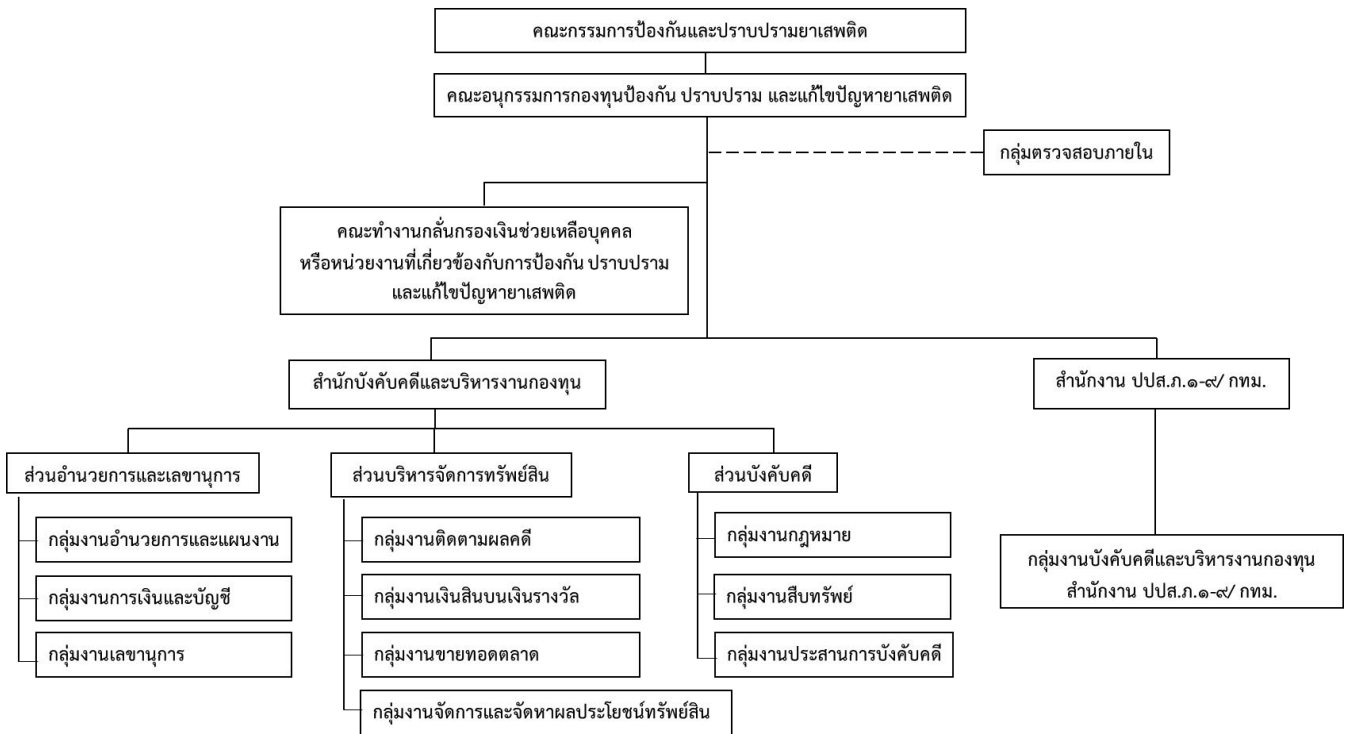 คณะกรรมการป้องกันและปราบปรามยาเสพติด
คณะอนุกรรมการกองทุนป้องกัน ปราบปราม และแก้ไขปัญหายาเสพติด
กลุ่มตรวจสอบภายใน
คณะทำงานกลั่นกรองเงินช่วยเหลือบุคคล
หรือหน่วยงานที่เกี่ยวข้องกับการป้องกัน ปราบปราม
และแก้ไขปัญหายาเสพติด
สำนักบังคับคดีและบริหารงานกองทุน
สำนักงาน ปปส.ภ.๑-๙/ กทม.
ส่วนอำนวยการและเลขานุการ
กลุ่มงานอำนวยการและแผนงาน
กลุ่มงานการเงินและบัญชี
กลุ่มงานเลขานุการ
ส่วนบริหารจัดการทรัพย์สิน
กลุ่มงานติดตามผลคดี
กลุ่มงานเงินสินบนเงินรางวัล
กลุ่มงานขายทอดตลาด
กลุ่มงานจัดการและจัดหาผลประโยชน์ทรัพย์สิน
ส่วนบังคับคดี
กลุ่มงานกฎหมาย
กลุ่มงานสืบทรัพย์
กลุ่มงานประสานการบังคับคดี
กลุ่มงานบังคับคดีและบริหารงานกองทุน
สำนักงาน ปปส.ภ.๑-๙/ กทม.